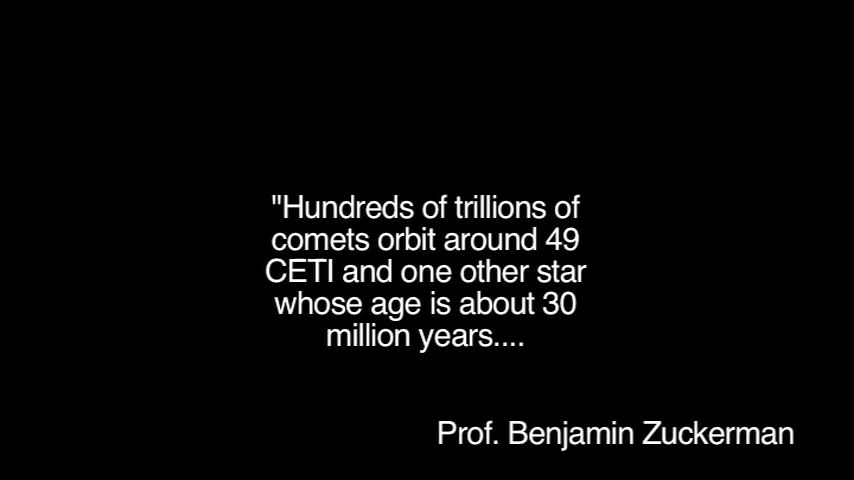 "Hundreds of trillions of
comets orbit around 49
CETI and one other star
whose age is about 30
million years....
Prof. Benjamin Zuckerman